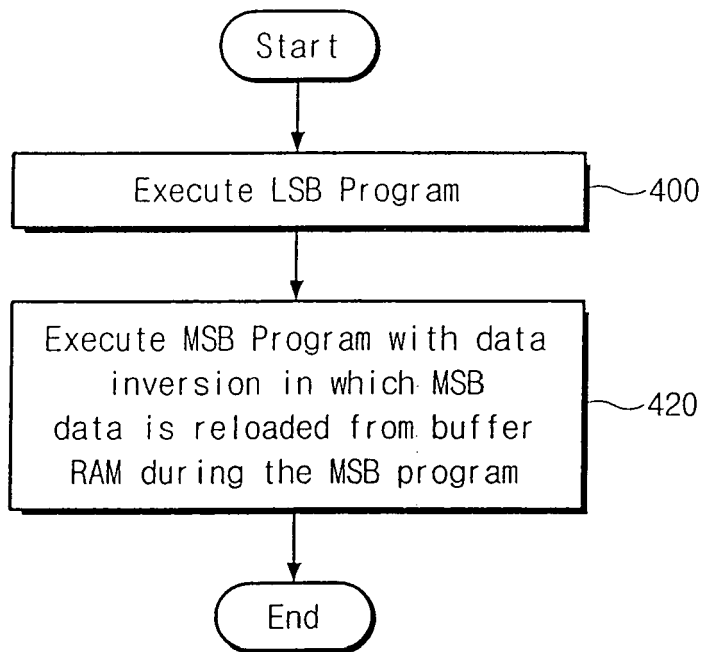 Start
Execute LSB Program
400
Execute MSB Program with data
inversion in which MSB
data is reloaded from buffer
RAM during the MSB program
420
End